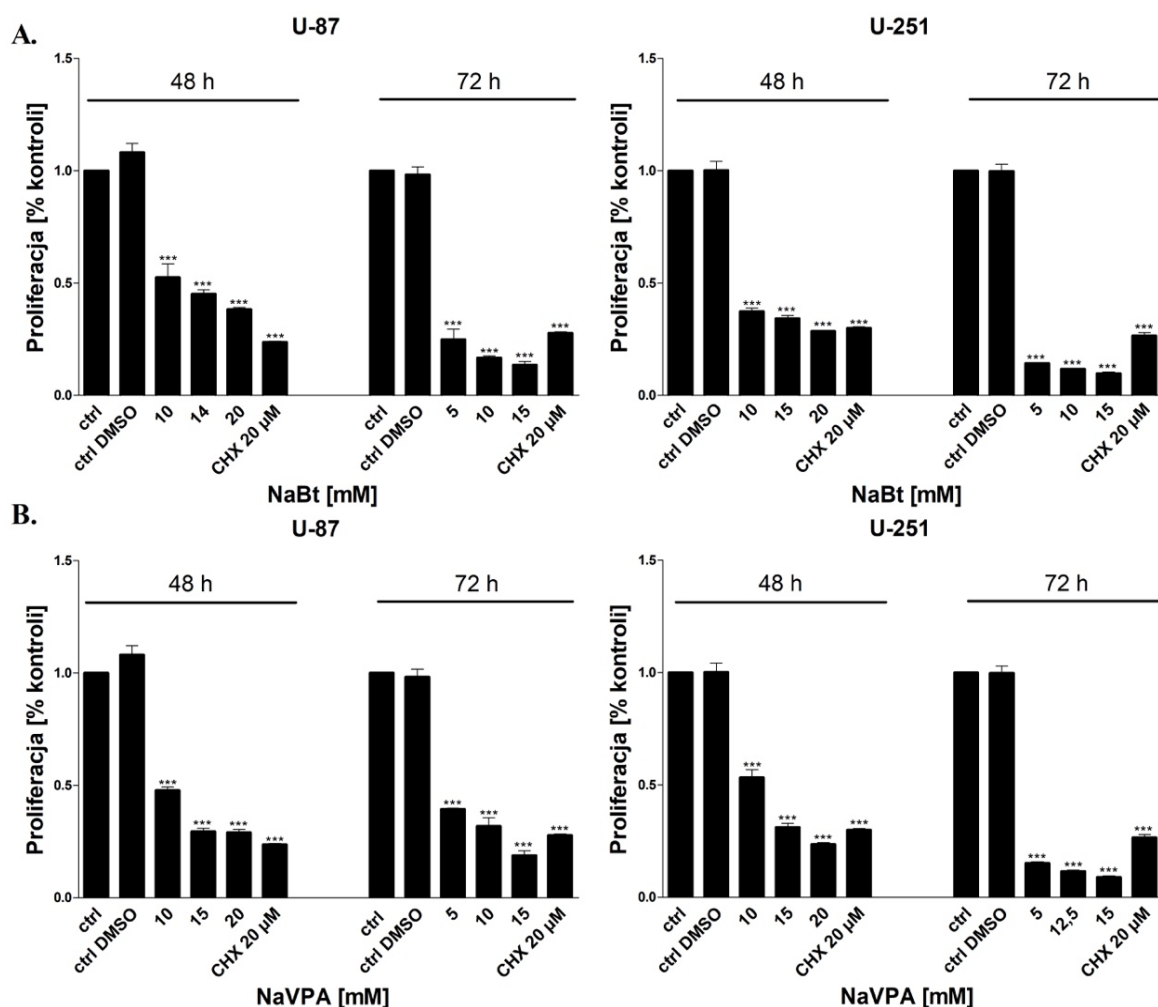 A.
U-87
U-251
Proliferacja [% kontroli]
1.5
1.0
0.5
0.0
48 h
72 h
*** *** *** *** *** *** *** ***
ctrl ctrl DMSO 10 14 20 CHX 20 µM ctrl ctrl DMSO 5 10 15 CHX 20 µM
NaBt [mM]
Proliferacja [% kontroli]
1.5
1.0
0.5
0.0
48 h
72 h
*** *** *** *** *** *** *** ***
ctrl ctrl DMSO 10 15 20 CHX 20 µM ctrl ctrl DMSO 5 10 15 CHX 20 µM
NaBt [mM]
B.
U-87
U-251
Proliferacja [% kontroli]
1.5
1.0
0.5
0.0
48 h
72 h
*** *** *** *** *** *** *** ***
ctrl ctrl DMSO 10 15 20 CHX 20 µM ctrl ctrl DMSO 5 10 15 CHX 20 µM
NaVPA [mM]
Proliferacja [% kontroli]
1.5
1.0
0.5
0.0
48 h
72 h
*** *** *** *** *** *** *** ***
ctrl ctrl DMSO 10 15 20 CHX 20 µM ctrl ctrl DMSO 5 12,5 15 CHX 20 µM
NaVPA [mM]